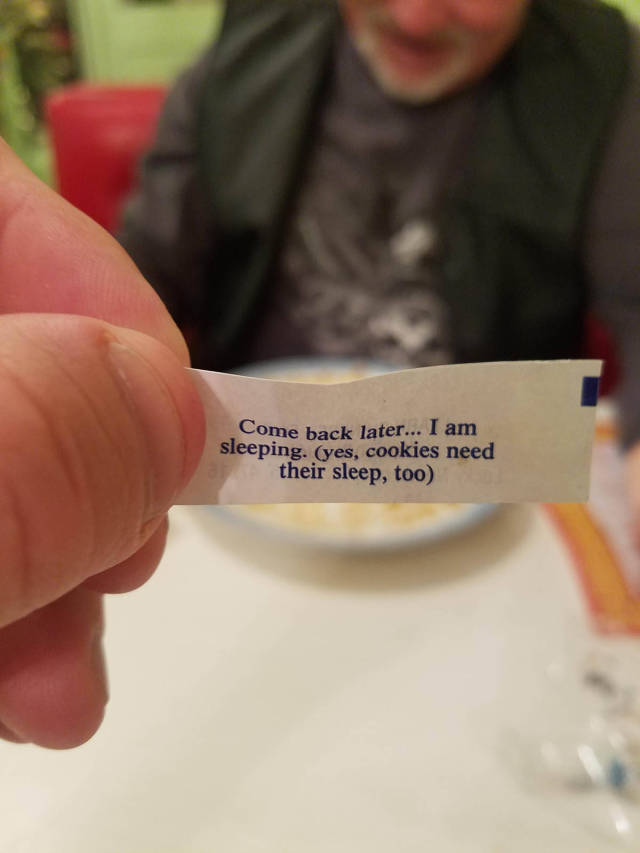 Come back later... I am
sleeping. (yes, cookies need
their sleep, too)